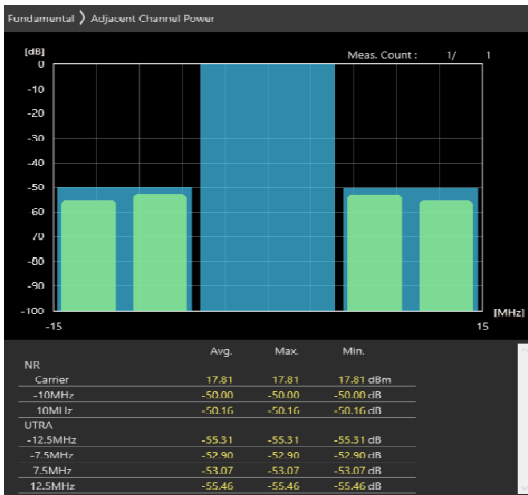 Fundamental 〉 Adjacent Channel Power
[dB]
Meas. Count : 1/ 1
0
-10
-20
-30
-40
-50
60
70
-80
-90
-100
[MHz]
-15 15
Avg. Max. Min.
NR
Carrier 17.81 17.81 17.81 dBm
-10MHz -50.00 -50.00 -50.00 dB
10MHz -50.16 -50.16 -50.16 dB
UTRA
-12.5MHz -55.31 -55.31 -55.31 dB
-7.5MHz -52.90 -52.90 -52.90 dB
7.5MHz -53.07 -53.07 -53.07 dB
12.5MHz -55.46 -55.46 -55.46 dB